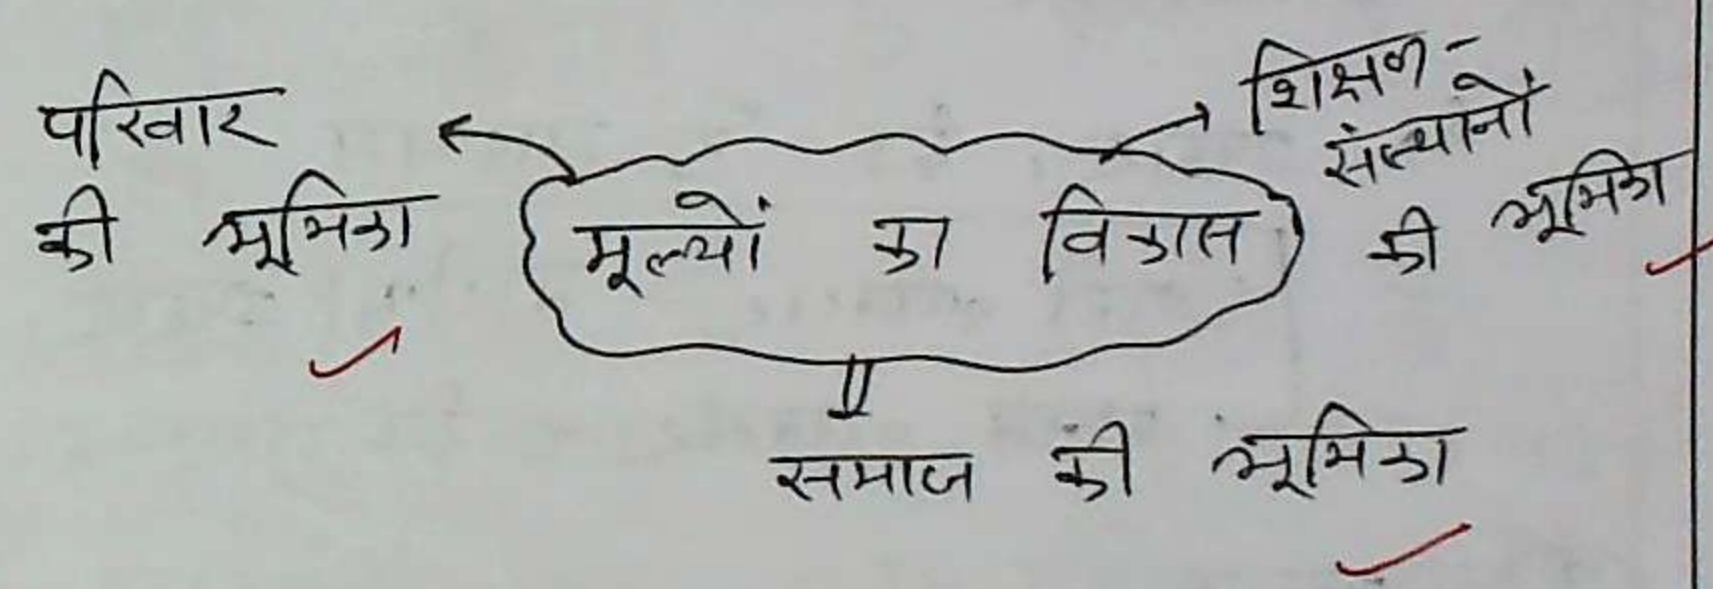 परिवार
की भूमिका
मूल्यों का विकास
शिक्षण-
संस्थानों
की भूमिका
समाज की भूमिका